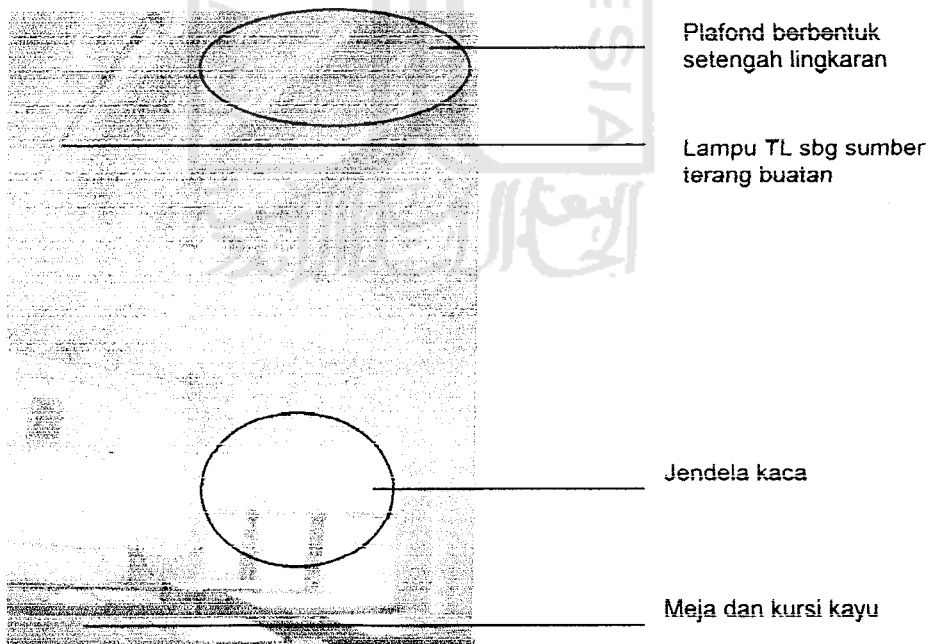 Plafond berbentuk
setengah lingkaran
Lampu TL sbg sumber
terang buatan
Jendela kaca
Meja dan kursi kayu